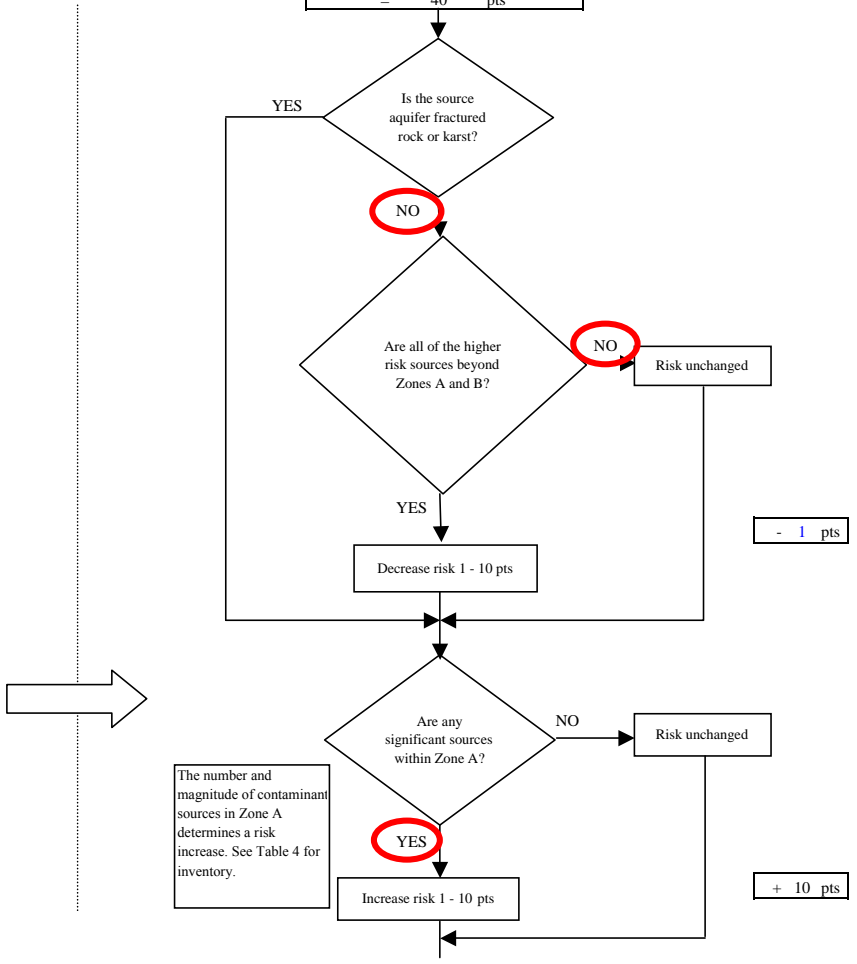 = 40 pts
Is the source
aquifer fractured
rock or karst?
YES
NO
Are all of the higher
risk sources beyond
Zones A and B?
NO
Risk unchanged
YES
- 1 pts
Decrease risk 1 - 10 pts
Are any
significant sources
within Zone A?
NO
Risk unchanged
The number and
magnitude of contaminant
sources in Zone A
determines a risk
increase. See Table 4 for
inventory.
YES
Increase risk 1 - 10 pts
+ 10 pts